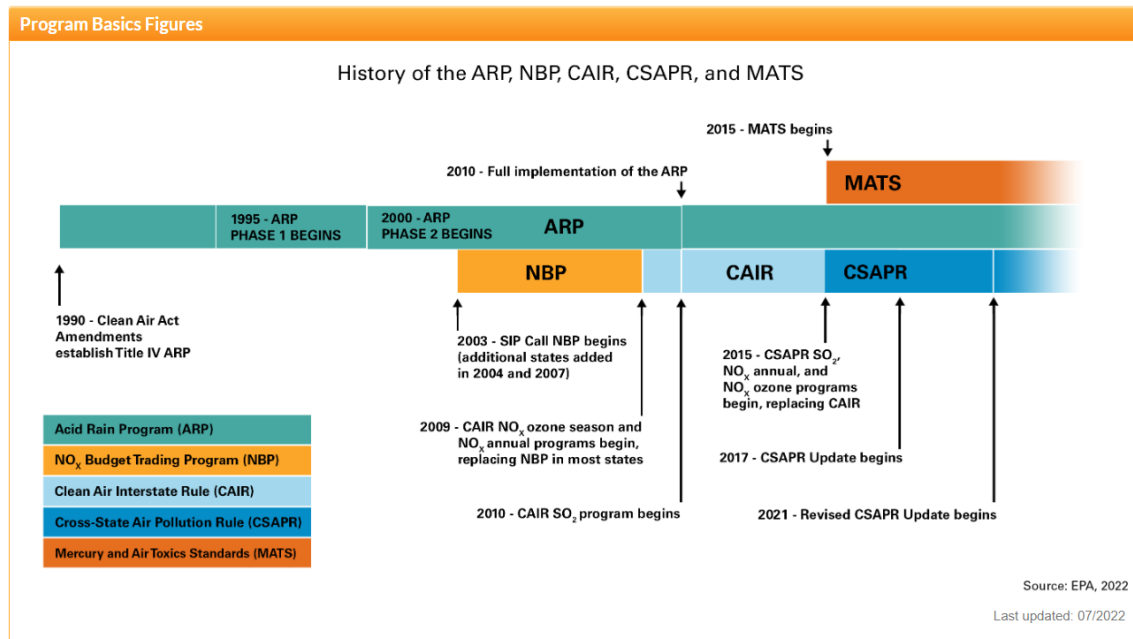 Program Basics Figures
History of the ARP, NBP, CAIR, CSAPR, and MATS
2015 - MATS begins
2010 - Full implementation of the ARP
MATS
1995 - ARP
PHASE 1 BEGINS
2000 - ARP
PHASE 2 BEGINS
ARP
NBP
CAIR
CSAPR
1990 - Clean Air Act
Amendments
establish Title IV ARP
2003 - SIP Call NBP begins
(additional states added
in 2004 and 2007)
2015 - CSAPR SO₂,
NOₓ annual, and
NOₓ ozone programs
begin, replacing CAIR
2009 - CAIR NOₓ ozone season and
NOₓ annual programs begin,
replacing NBP in most states
2017 - CSAPR Update begins
2010 - CAIR SO₂ program begins
2021 - Revised CSAPR Update begins
Acid Rain Program (ARP)
NOₓ Budget Trading Program (NBP)
Clean Air Interstate Rule (CAIR)
Cross-State Air Pollution Rule (CSAPR)
Mercury and Air Toxics Standards (MATS)
Source: EPA, 2022
Last updated: 07/2022